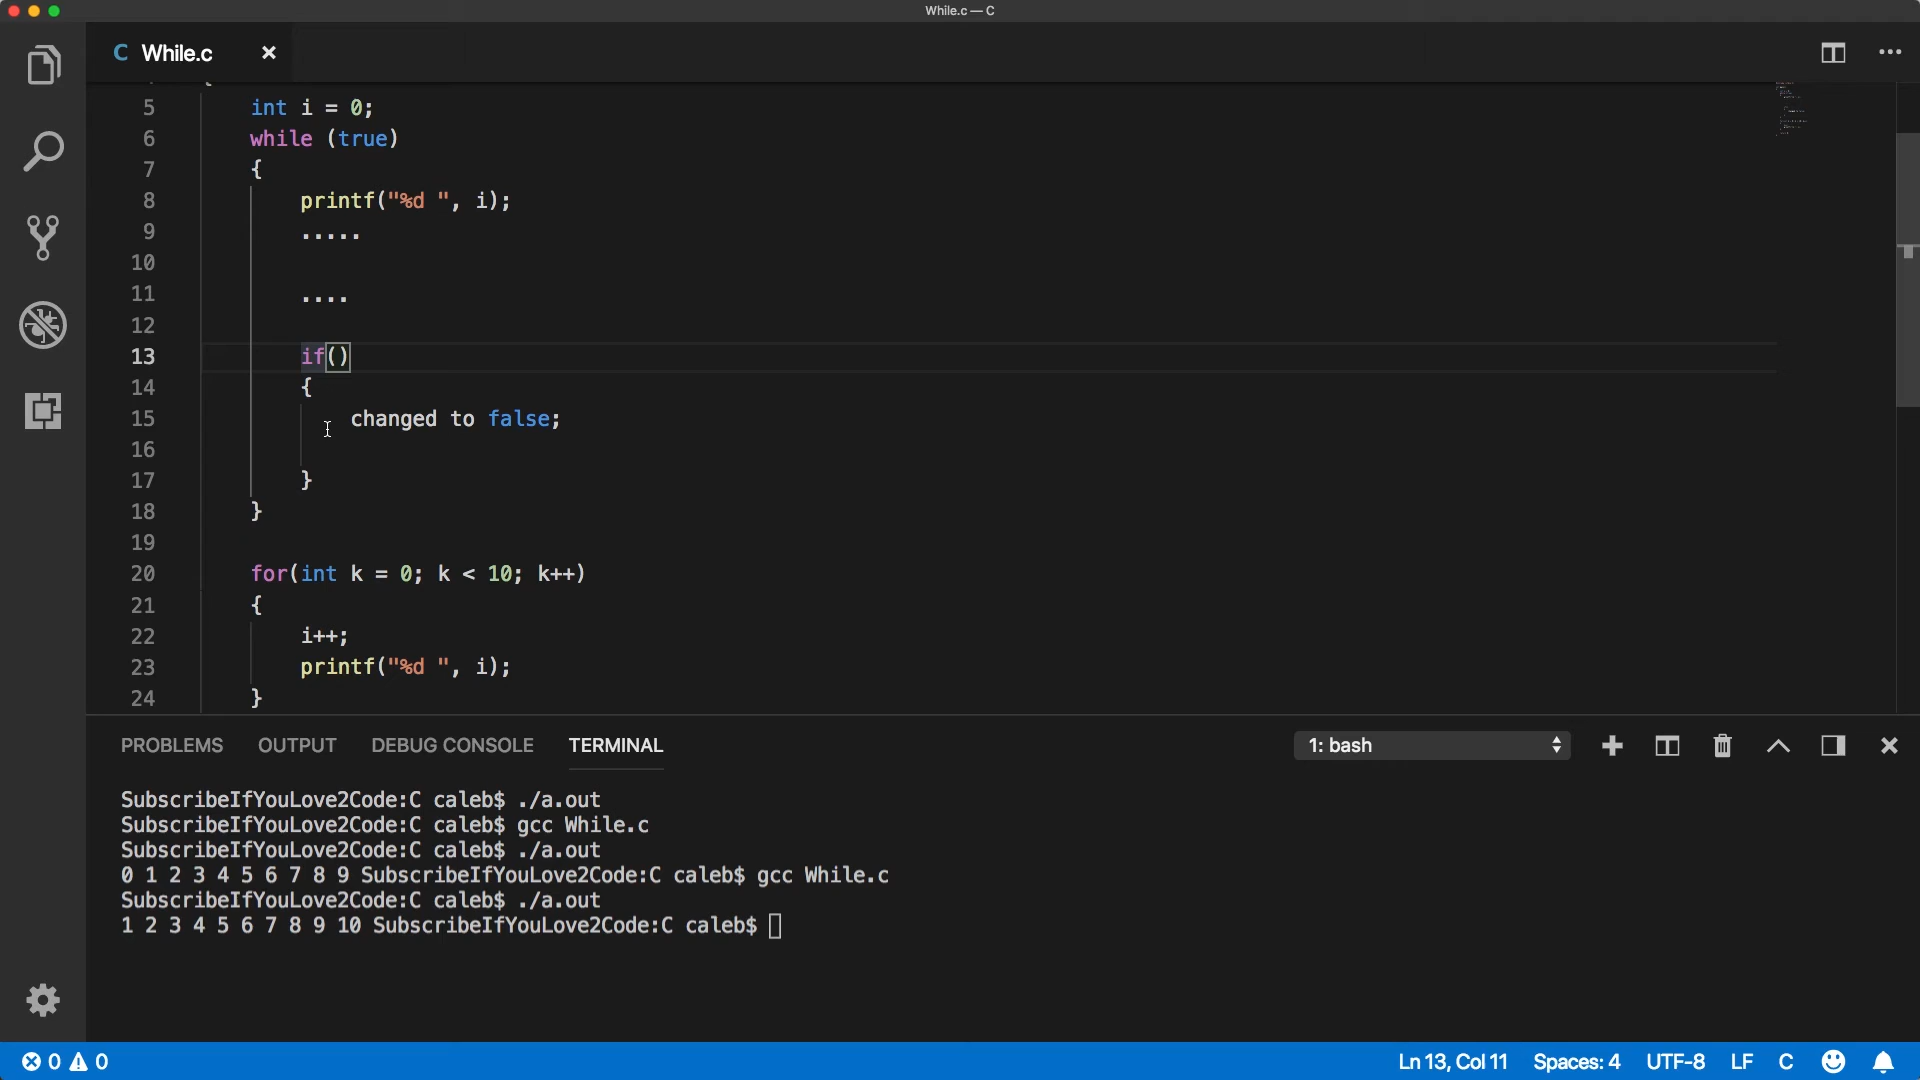 While.c — C
C While.c
5 int i = 0;
6 while (true)
7 {
8 printf("%d ", i);
9 .....
10
11 ....
12
13 if()
14 {
15 changed to false;
16
17 }
18 }
19
20 for(int k = 0; k < 10; k++)
21 {
22 i++;
23 printf("%d ", i);
24 }
PROBLEMS OUTPUT DEBUG CONSOLE TERMINAL 1: bash
SubscribeIfYouLove2Code:C caleb$ ./a.out
SubscribeIfYouLove2Code:C caleb$ gcc While.c
SubscribeIfYouLove2Code:C caleb$ ./a.out
0 1 2 3 4 5 6 7 8 9 SubscribeIfYouLove2Code:C caleb$ gcc While.c
SubscribeIfYouLove2Code:C caleb$ ./a.out
1 2 3 4 5 6 7 8 9 10 SubscribeIfYouLove2Code:C caleb$
0 0 Ln 13, Col 11 Spaces: 4 UTF-8 LF C